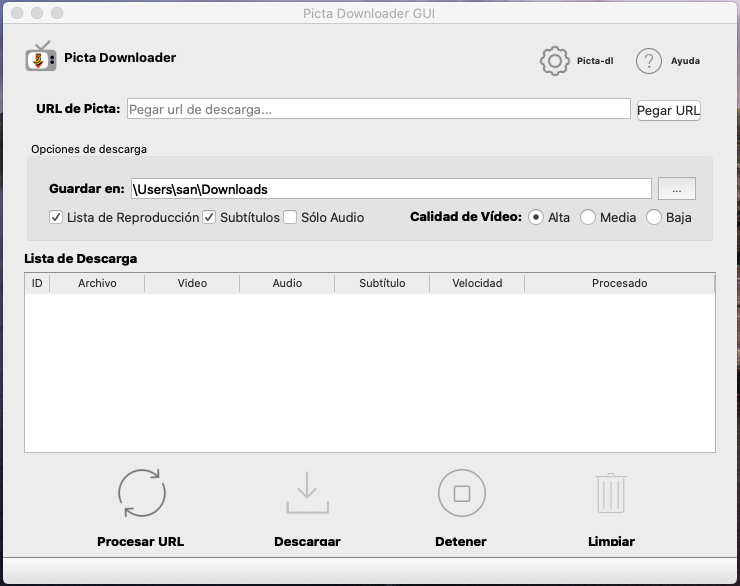 Picta Downloader GUI
Picta Downloader
Picta-dl
? Ayuda
URL de Picta: Pegar url de descarga... Pegar URL
Opciones de descarga
Guardar en: \Users\san\Downloads ...
Lista de Reproducción Subtítulos Sólo Audio Calidad de Vídeo: Alta Media Baja
Lista de Descarga
ID Archivo Video Audio Subtítulo Velocidad Procesado
Procesar URL Descargar Detener Limpiar